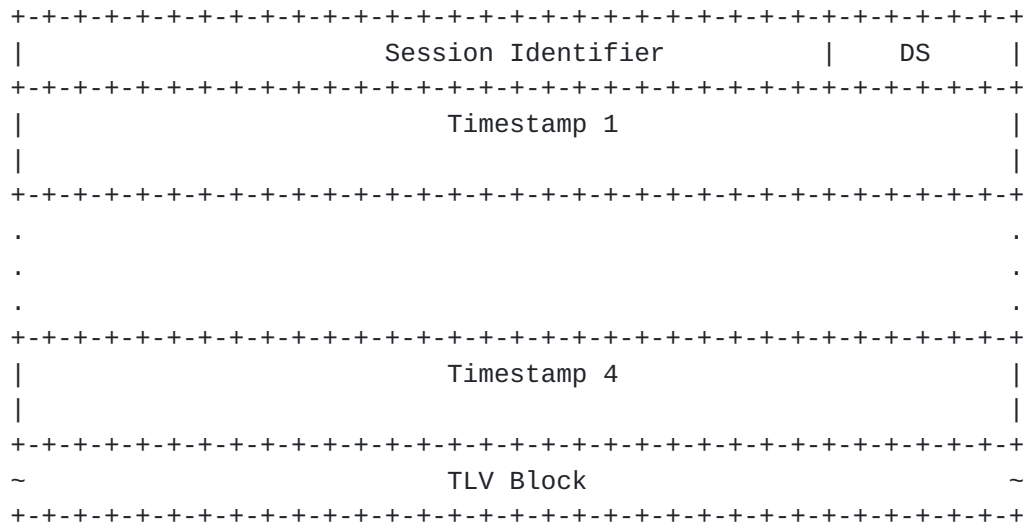 +-+-+-+-+-+-+-+-+-+-+-+-+-+-+-+-+-+-+-+-+-+-+-+-+-+-+-+-+-+-+-+-+
|                       Session Identifier          |    DS     |
+-+-+-+-+-+-+-+-+-+-+-+-+-+-+-+-+-+-+-+-+-+-+-+-+-+-+-+-+-+-+-+-+
|                           Timestamp 1                         |
|                                                               |
+-+-+-+-+-+-+-+-+-+-+-+-+-+-+-+-+-+-+-+-+-+-+-+-+-+-+-+-+-+-+-+-+
.                                                               .
.                                                               .
.                                                               .
+-+-+-+-+-+-+-+-+-+-+-+-+-+-+-+-+-+-+-+-+-+-+-+-+-+-+-+-+-+-+-+-+
|                           Timestamp 4                         |
|                                                               |
+-+-+-+-+-+-+-+-+-+-+-+-+-+-+-+-+-+-+-+-+-+-+-+-+-+-+-+-+-+-+-+-+
~                           TLV Block                           ~
+-+-+-+-+-+-+-+-+-+-+-+-+-+-+-+-+-+-+-+-+-+-+-+-+-+-+-+-+-+-+-+-+